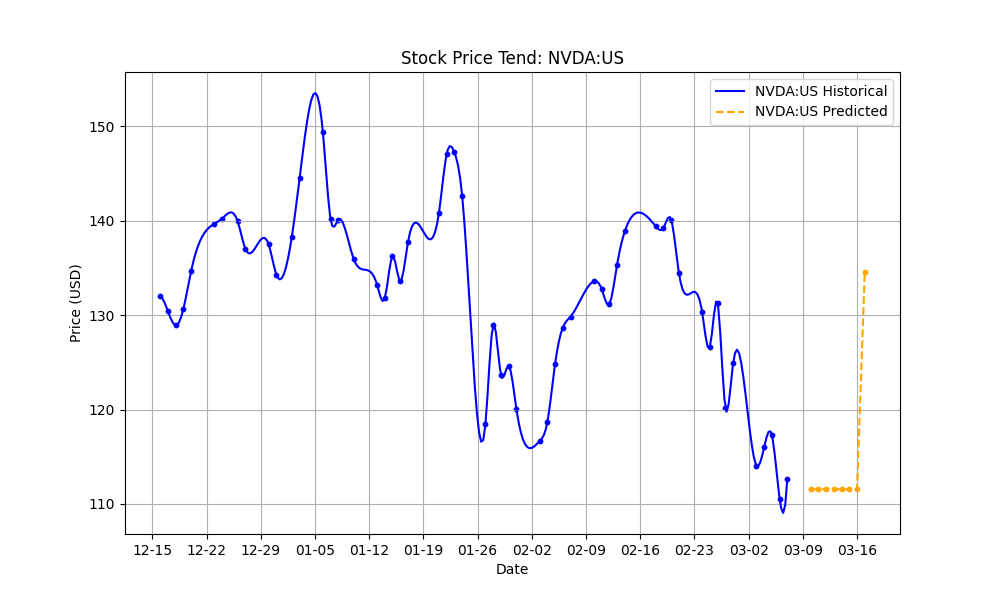 Stock Price Tend: NVDA:US
NVDA:US Historical
NVDA:US Predicted
Price (USD)
150
140
130
120
110
12-15 12-22 12-29 01-05 01-12 01-19 01-26 02-02 02-09 02-16 02-23 03-02 03-09 03-16
Date